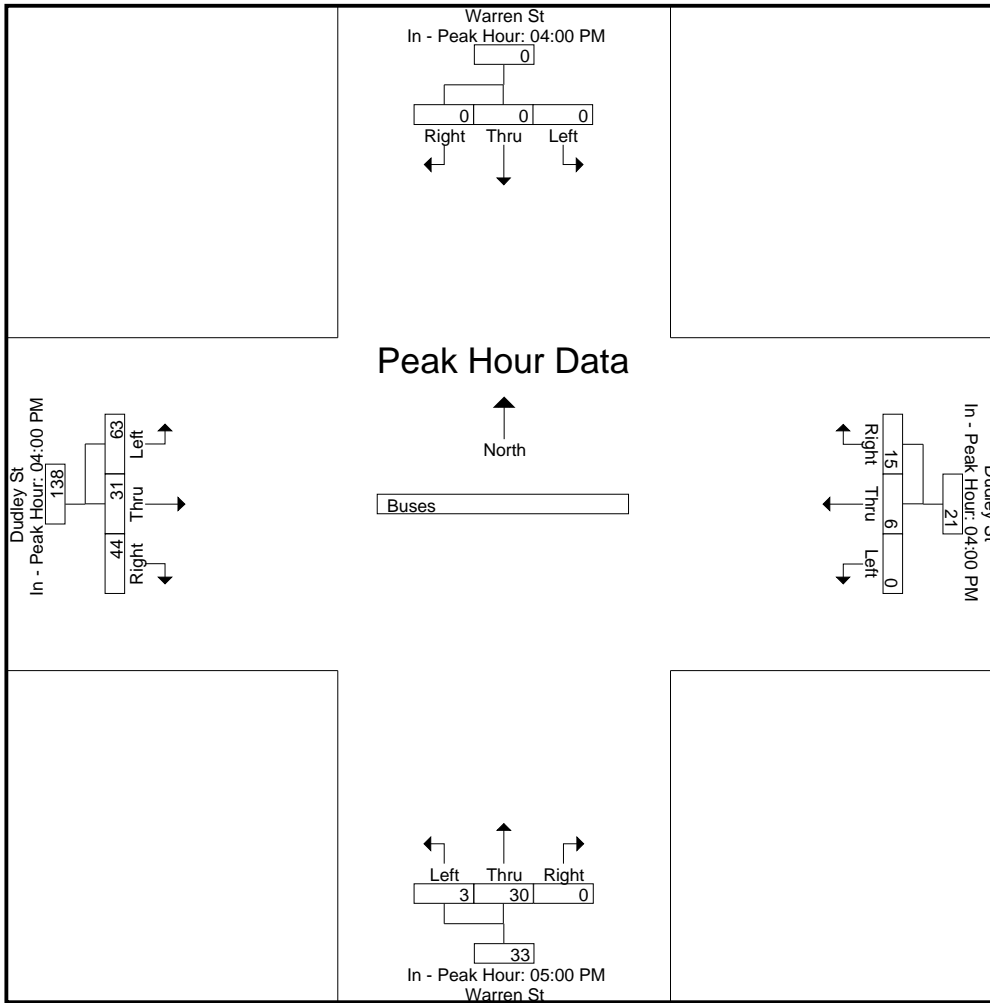 Warren St
In - Peak Hour: 04:00 PM
0
0 0 0
Right Thru Left
Peak Hour Data
North
Buses
Dudley St
In - Peak Hour: 04:00 PM
138
63 31 44
Left Thru Right
Dudley St
In - Peak Hour: 04:00 PM
21
15 6 0
Right Thru Left
Left Thru Right
3 30 0
33
In - Peak Hour: 05:00 PM
Warren St